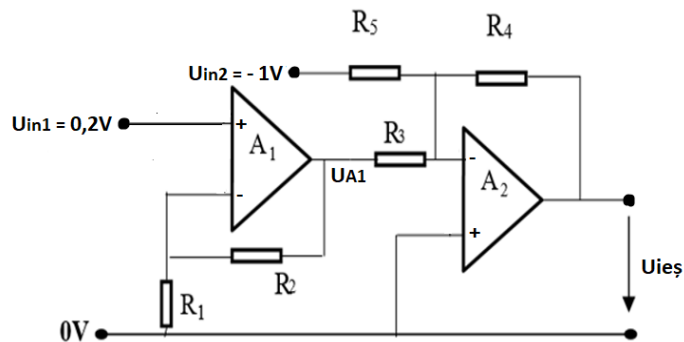 R5
R4
Uin2 = - 1V
Uin1 = 0,2V
+
A1
R3
-
UA1
-
A2
+
R2
Uieș
R1
0V